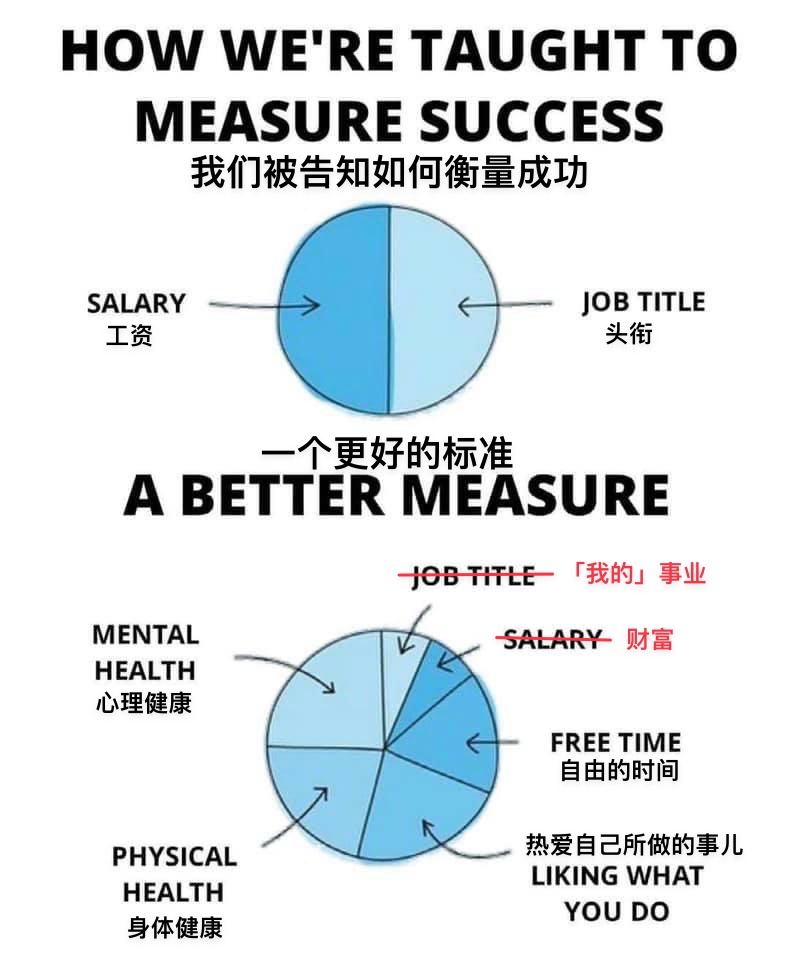 HOW WE'RE TAUGHT TO
MEASURE SUCCESS
我们被告知如何衡量成功
SALARY
工资
JOB TITLE
头衔
一个更好的标准
A BETTER MEASURE
JOB TITLE 「我的」事业
SALARY 财富
MENTAL
HEALTH
心理健康
FREE TIME
自由的时间
PHYSICAL
HEALTH
身体健康
热爱自己所做的事儿
LIKING WHAT
YOU DO